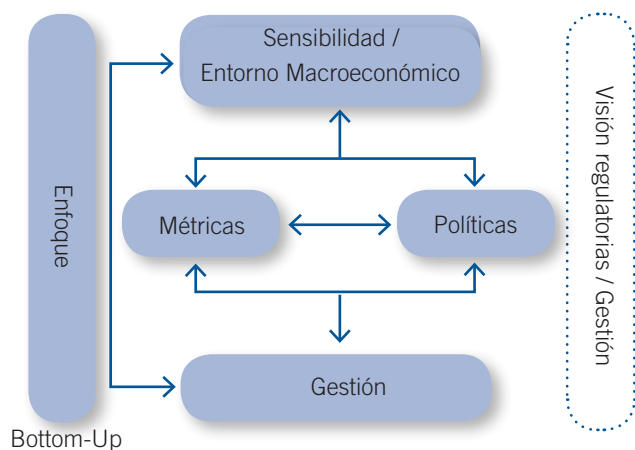 Sensibilidad /
Entorno Macroeconómico
Enfoque
Métricas
Políticas
Visión regulatorias / Gestión
Gestión
Bottom-Up